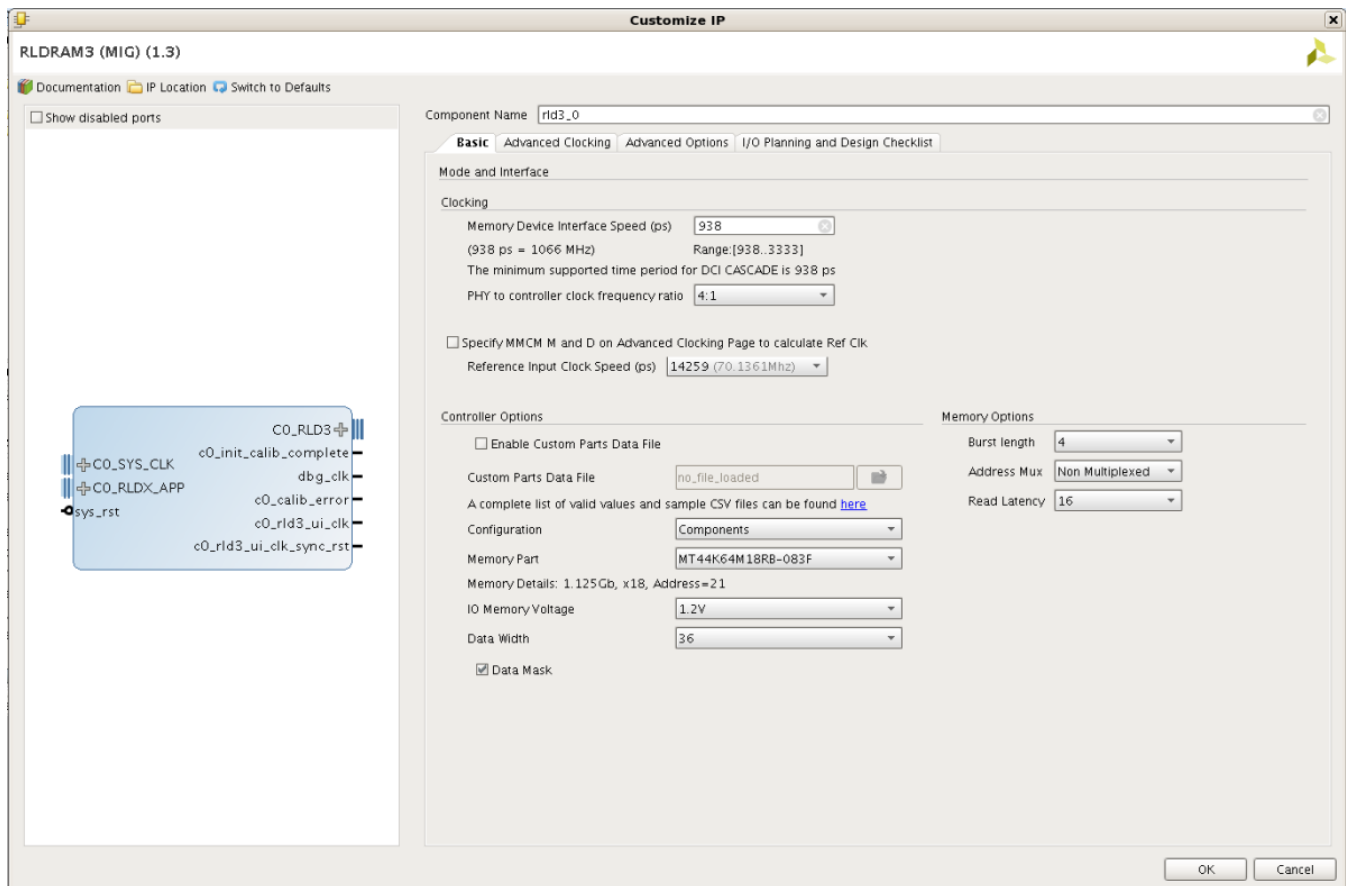 Customize IP
RLDRAM3 (MIG) (1.3)
Documentation IP Location Switch to Defaults
Show disabled ports
C0_SYS_CLK
C0_RLDX_APP
sys_rst
C0_RLD3
c0_init_calib_complete
dbg_clk
c0_calib_error
c0_rld3_ui_clk
c0_rld3_ui_clk_sync_rst
Component Name rld3_0
Basic Advanced Clocking Advanced Options I/O Planning and Design Checklist
Mode and Interface
Clocking
Memory Device Interface Speed (ps) 938
(938 ps = 1066 MHz) Range:[938..3333]
The minimum supported time period for DCI CASCADE is 938 ps
PHY to controller clock frequency ratio 4:1
Specify MMCM M and D on Advanced Clocking Page to calculate Ref Clk
Reference Input Clock Speed (ps) 14259 (70.1361Mhz)
Controller Options
Enable Custom Parts Data File
Custom Parts Data File no_file_loaded
A complete list of valid values and sample CSV files can be found here
Configuration Components
Memory Part MT44K64M18RB-083F
Memory Details: 1.125Gb, x18, Address=21
IO Memory Voltage 1.2V
Data Width 36
Data Mask
Memory Options
Burst length 4
Address Mux Non Multiplexed
Read Latency 16
OK Cancel